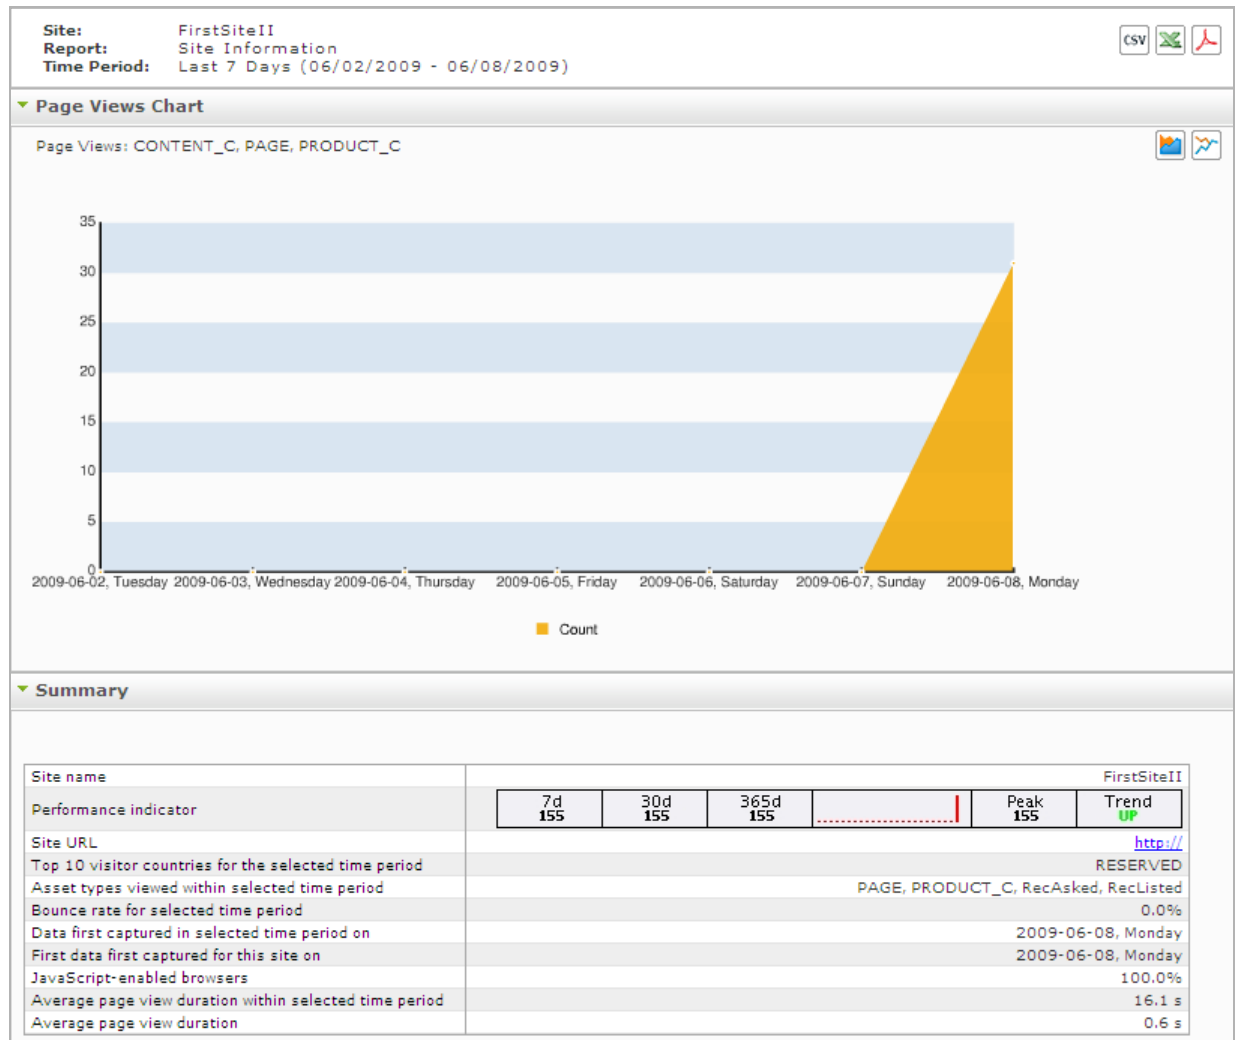 Site: FirstSiteII
Report: Site Information
Time Period: Last 7 Days (06/02/2009 - 06/08/2009)
CSV
Page Views Chart
Page Views: CONTENT_C, PAGE, PRODUCT_C
35
30
25
20
15
10
5
0
2009-06-02, Tuesday 2009-06-03, Wednesday 2009-06-04, Thursday 2009-06-05, Friday 2009-06-06, Saturday 2009-06-07, Sunday 2009-06-08, Monday
Count
Summary
Site name FirstSiteII
Performance indicator 7d 155 30d 155 365d 155 Peak 155 Trend UP
Site URL http://
Top 10 visitor countries for the selected time period RESERVED
Asset types viewed within selected time period PAGE, PRODUCT_C, RecAsked, RecListed
Bounce rate for selected time period 0.0%
Data first captured in selected time period on 2009-06-08, Monday
First data first captured for this site on 2009-06-08, Monday
JavaScript-enabled browsers 100.0%
Average page view duration within selected time period 16.1 s
Average page view duration 0.6 s